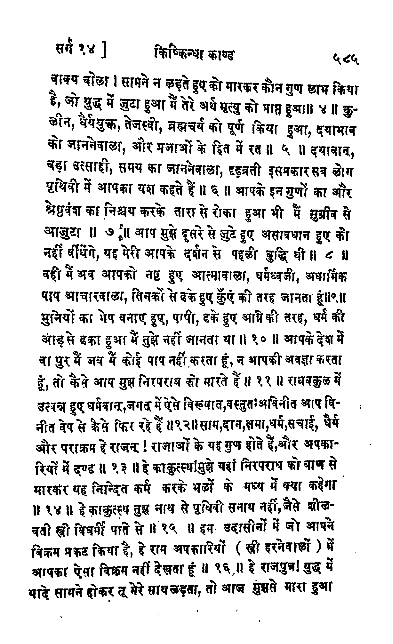 सर्ग १४ ] किष्किन्धा काण्ड ५८५
वाक्य बोला । सामने न लहते हुए को मारकर कौन गुण लाभ किया
है, जो युद्ध में जुटा हुआ मैं तेरे अर्थ मृत्यु को प्राप्त हुआ॥ ४ ॥ कु-
लीन, धैर्ययुक्त, तेजस्वी, ब्रह्मचर्य को पूर्ण किया हुआ, दयाभाव
को जाननेवाला, और प्रजाओं के हित में रत ॥ ५ ॥ दयावान्,
बड़ा उत्साही, समय का जाननेवाला, दृढ़व्रती इसप्रकार सब लोग
पृथिवी में आपका यश कहते हैं ॥ ६ ॥ आपके इन गुणों का और
श्रेष्ठवंश का निश्चय करके तारा से रोका हुआ भी मैं सुग्रीव से
आजुटा ॥ ७ ॥ आप मुझे दूसरे से जुटे हुए असावधान हुए को
नहीं बींधेंगे, यह मेरी आपके दर्शन से पहली बुद्धि थी ॥ ८ ॥
वही मैं अब आपको नष्ट हुए आत्मावाला, धर्मध्वजी, अधार्मिक
पाप आचारवाला, तिनकों से ढके हुए कुँएं की तरह जानता हूं॥९॥
मुनियों का भेष बनाए हुए, पापी, ढके हुए अग्नि की तरह, धर्म की
आड़ से ढका हुआ मैं तुझे नहीं जानता था ॥ १० ॥ आपके देश में
वा पुर में जब मैं कोई पाप नहीं करता हूं, न आपकी अवज्ञा करता
हूं, तो कैसे आप मुझ निरपराध को मारते हैं ॥ ११ ॥ राघवकुल में
उत्पन्न हुए धर्मवान्, जगत् में ऐसे विख्यात, वस्तुतः अविनीत आप वि-
नीत वेप से कैसे फिर रहे हैं ॥१२॥ साम, दान, क्षमा, धर्म, सचाई, धैर्य
और पराक्रम हे राजन् ! राजाओं के यह गुण होते हैं, और अपका-
रियों में दण्ड ॥ १३ ॥ हे काकुत्स्थ! मुझे यहां निरपराध को बाण से
मारकर यह निन्दित कर्म करके भलों के मध्य में क्या कहेगा
॥ १४ ॥ हे काकुत्स्थ तुझ नाथ से पृथिवी सनाथ नहीं, जैसे शील-
वती स्त्री विधर्मी पति से ॥ १५ ॥ हम उदासीनों में जो आपने
विक्रम प्रकट किया है, हे राम अपकारियों ( स्त्री हरनेवालों ) में
आपका ऐसा विक्रम नहीं देखता हूं ॥ १६ ॥ हे राजपुत्र! युद्ध में
यदि सामने होकर तू मेरे साथ लड़ता, तो आज मुझसे मारा हुआ